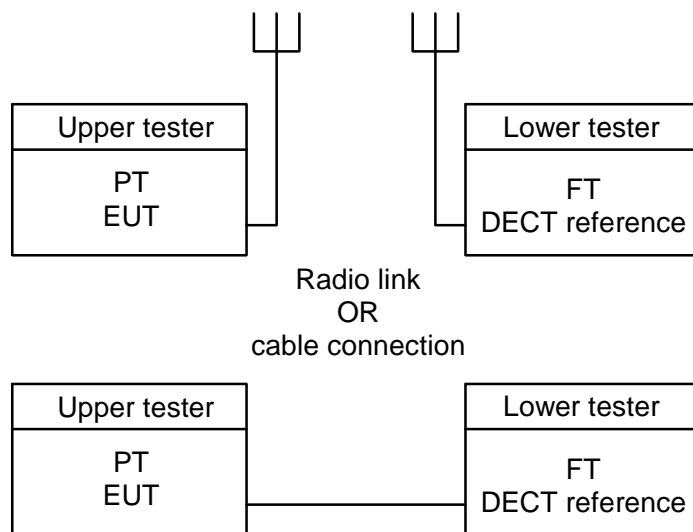 Upper tester
PT
EUT
Lower tester
FT
DECT reference
Radio link
OR
cable connection
Upper tester
PT
EUT
Lower tester
FT
DECT reference